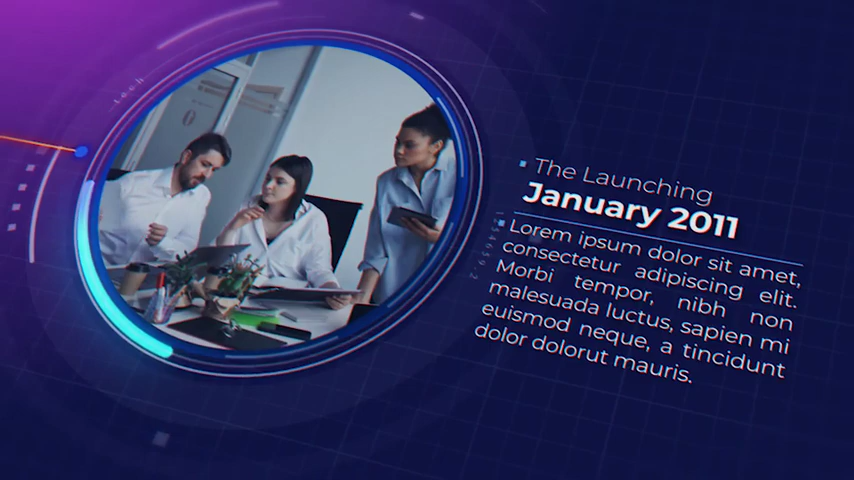 The Launching
January 2011
Lorem ipsum dolor sit amet,
consectetur adipiscing elit.
Morbi tempor, nibh non
malesuada luctus, sapien mi
euismod neque, a tincidunt
dolor dolorut mauris.